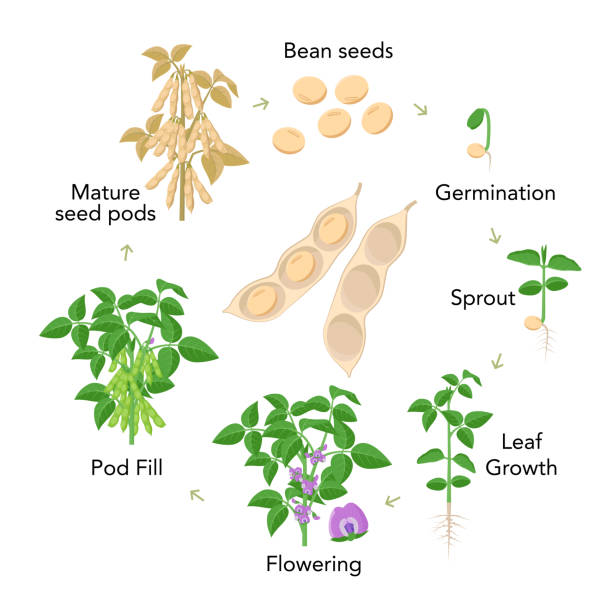 Bean seeds
Germination
Sprout
Leaf
Growth
Flowering
Pod Fill
Mature
seed pods